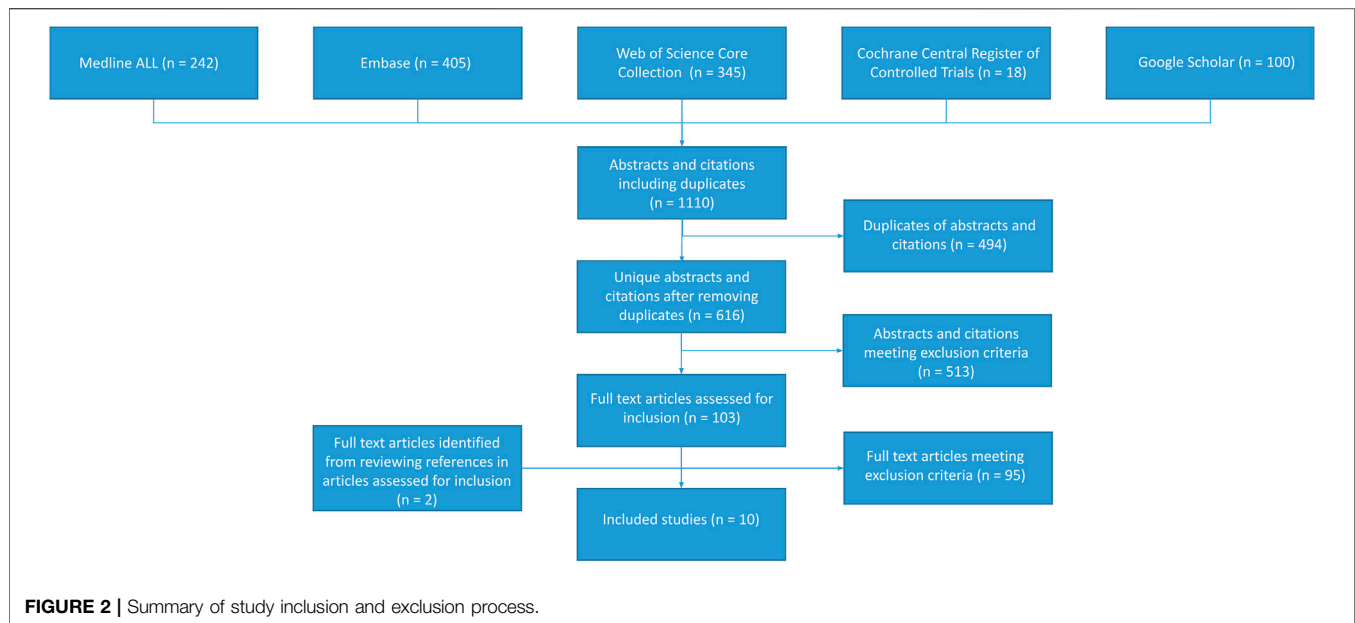 Medline ALL (n = 242)
Embase (n = 405)
Web of Science Core
Collection (n = 345)
Cochrane Central Register of
Controlled Trials (n = 18)
Google Scholar (n = 100)
Abstracts and citations
including duplicates
(n = 1110)
Duplicates of abstracts and
citations (n = 494)
Unique abstracts and
citations after removing
duplicates (n = 616)
Abstracts and citations
meeting exclusion criteria
(n = 513)
Full text articles assessed for
inclusion (n = 103)
Full text articles identified
from reviewing references in
articles assessed for inclusion
(n = 2)
Full text articles meeting
exclusion criteria (n = 95)
Included studies (n = 10)
FIGURE 2 | Summary of study inclusion and exclusion process.